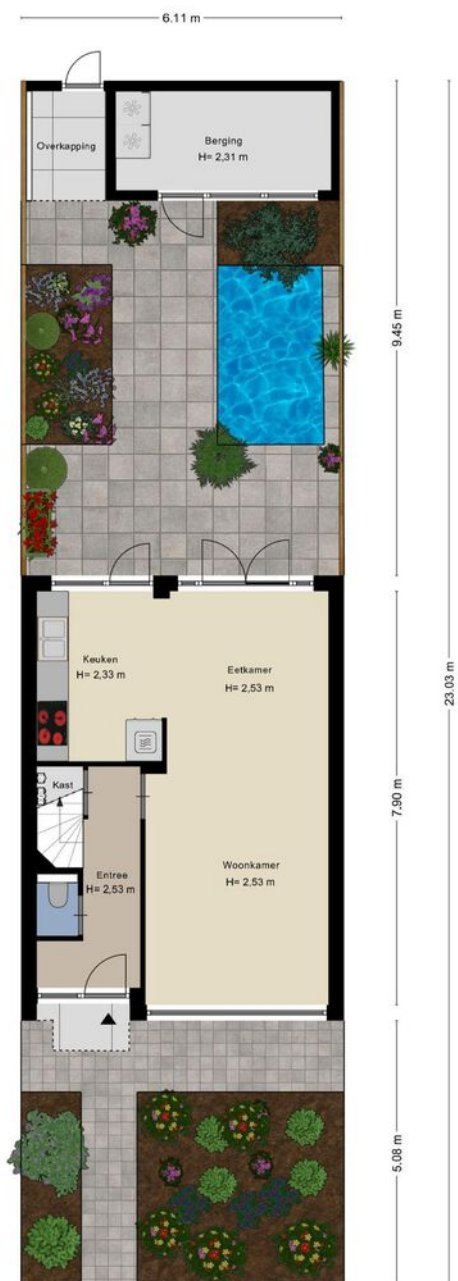 6.11 m
Overkapping
Berging
H= 2,31 m
9.45 m
23.03 m
Keuken
H= 2,33 m
Eetkamer
H= 2,53 m
7.90 m
Kast
Entree
H= 2,53 m
Woonkamer
H= 2,53 m
5.08 m